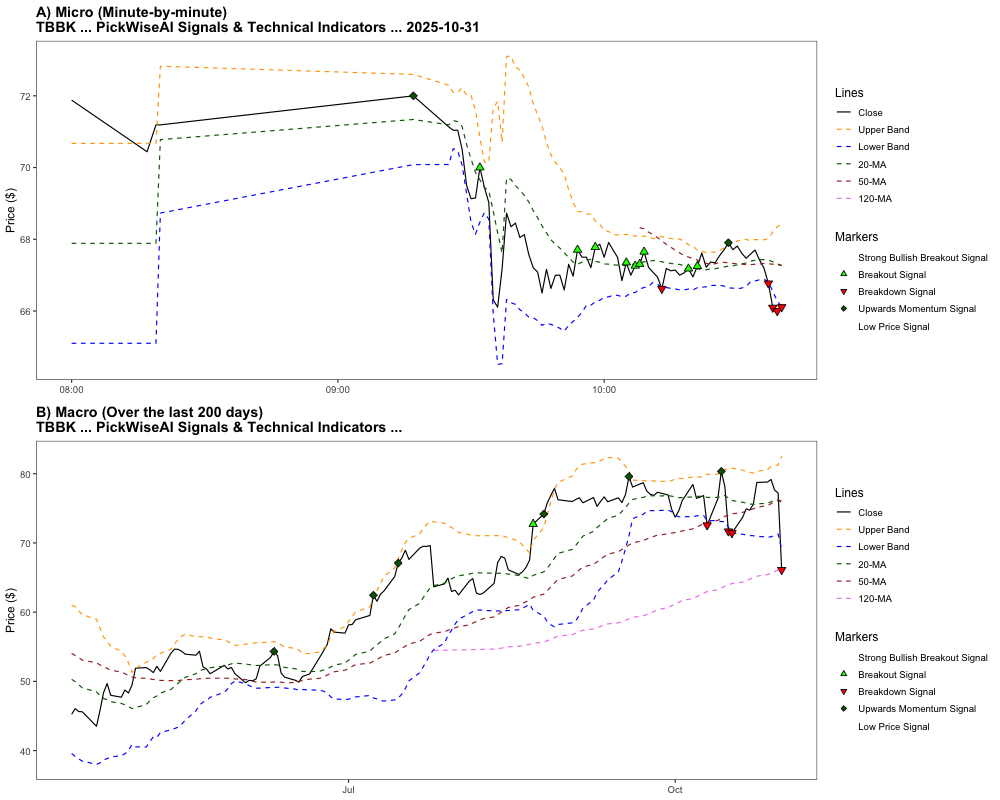 A) Micro (Minute-by-minute)
TBBK ... PickWiseAI Signals & Technical Indicators ... 2025-10-31
Price ($)
72
70
68
66
08:00
09:00
10:00
Lines
Close
Upper Band
Lower Band
20-MA
50-MA
120-MA
Markers
Strong Bullish Breakout Signal
Breakout Signal
Breakdown Signal
Upwards Momentum Signal
Low Price Signal
B) Macro (Over the last 200 days)
TBBK ... PickWiseAI Signals & Technical Indicators ...
Price ($)
80
70
60
50
40
Jul
Oct
Lines
Close
Upper Band
Lower Band
20-MA
50-MA
120-MA
Markers
Strong Bullish Breakout Signal
Breakout Signal
Breakdown Signal
Upwards Momentum Signal
Low Price Signal